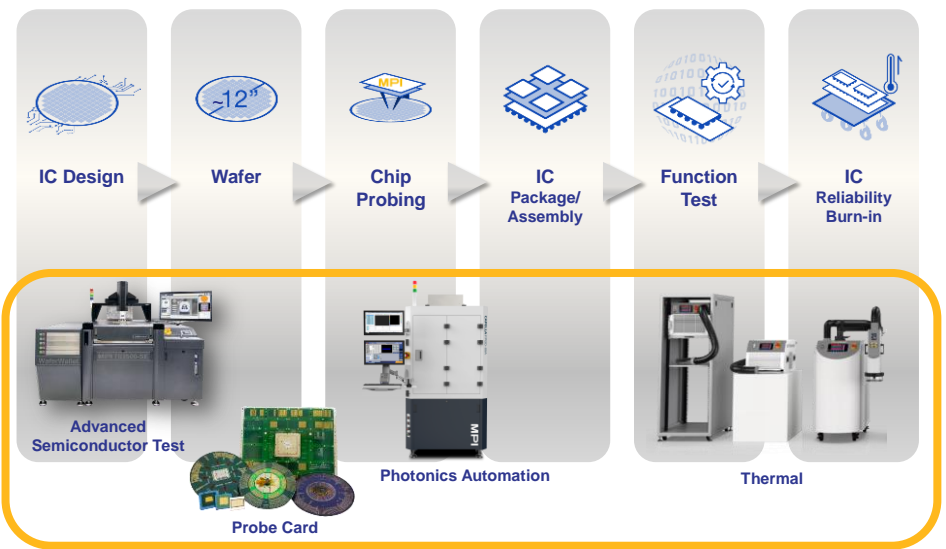 MPI
~12”
IC Design
Wafer
Chip
Probing
IC
Package/
Assembly
Function
Test
IC
Reliability
Burn-in
Advanced
Semiconductor Test
Probe Card
MPI
Photonics Automation
Thermal